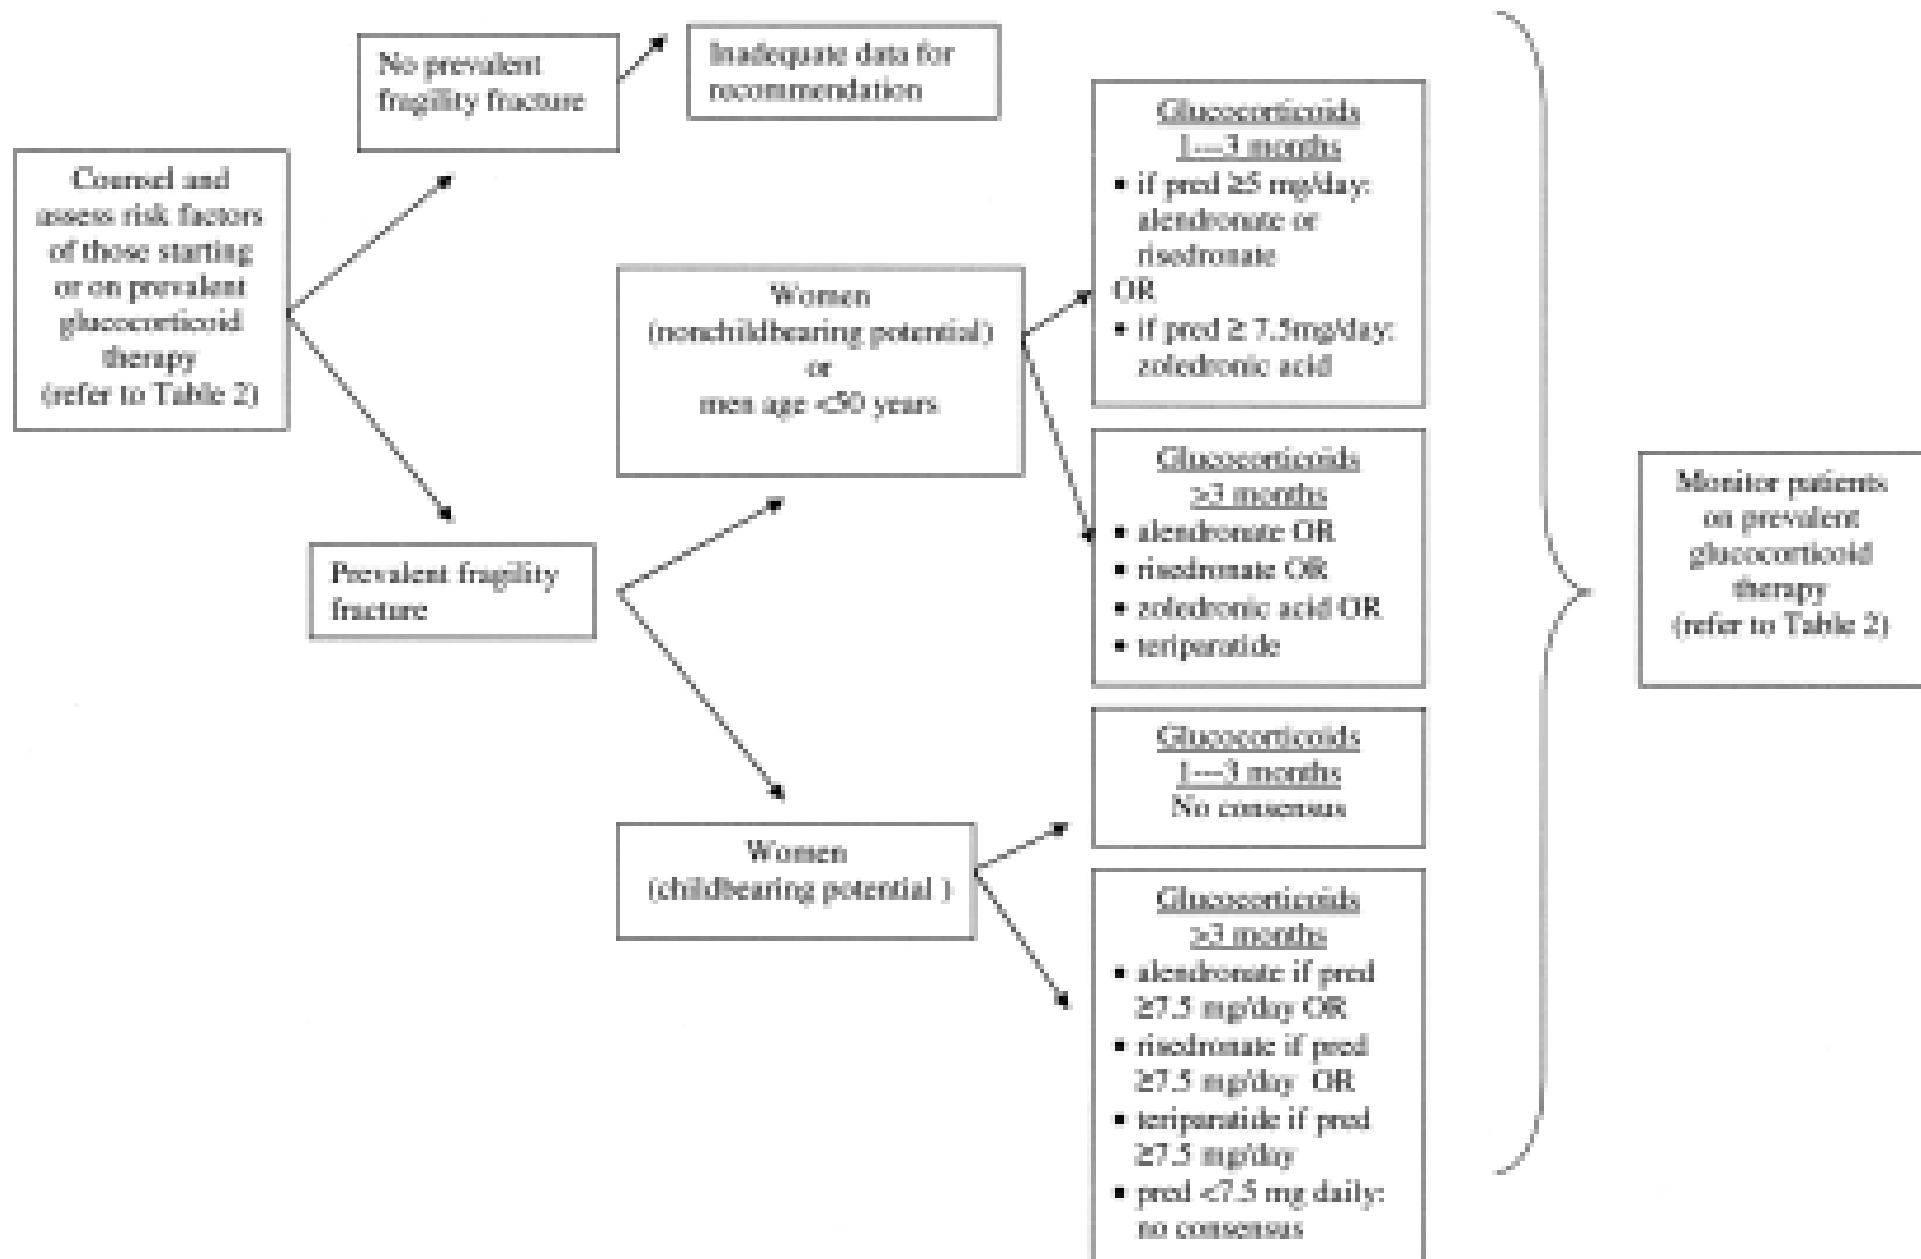 Counsel and
assess risk factors
of those starting
or on prevalent
glucocorticoid
therapy
(refer to Table 2)
No prevalent
fragility fracture
Inadequate data for
recommendation
Prevalent fragility
fracture
Women
(nonchildbearing potential)
or
men age <50 years
Glucocorticoids
1---3 months
• if pred ≥5 mg/day:
alendronate or
risedronate
OR
• if pred ≥ 7.5mg/day:
zoledronic acid
Glucocorticoids
>3 months
• alendronate OR
• risedronate OR
• zoledronic acid OR
• teriparatide
Women
(childbearing potential )
Glucocorticoids
1---3 months
No consensus
Glucocorticoids
>3 months
• alendronate if pred
≥7.5 mg/day OR
• risedronate if pred
≥7.5 mg/day OR
• teriparatide if pred
≥7.5 mg/day
• pred <7.5 mg daily:
no consensus
Monitor patients
on prevalent
glucocorticoid
therapy
(refer to Table 2)